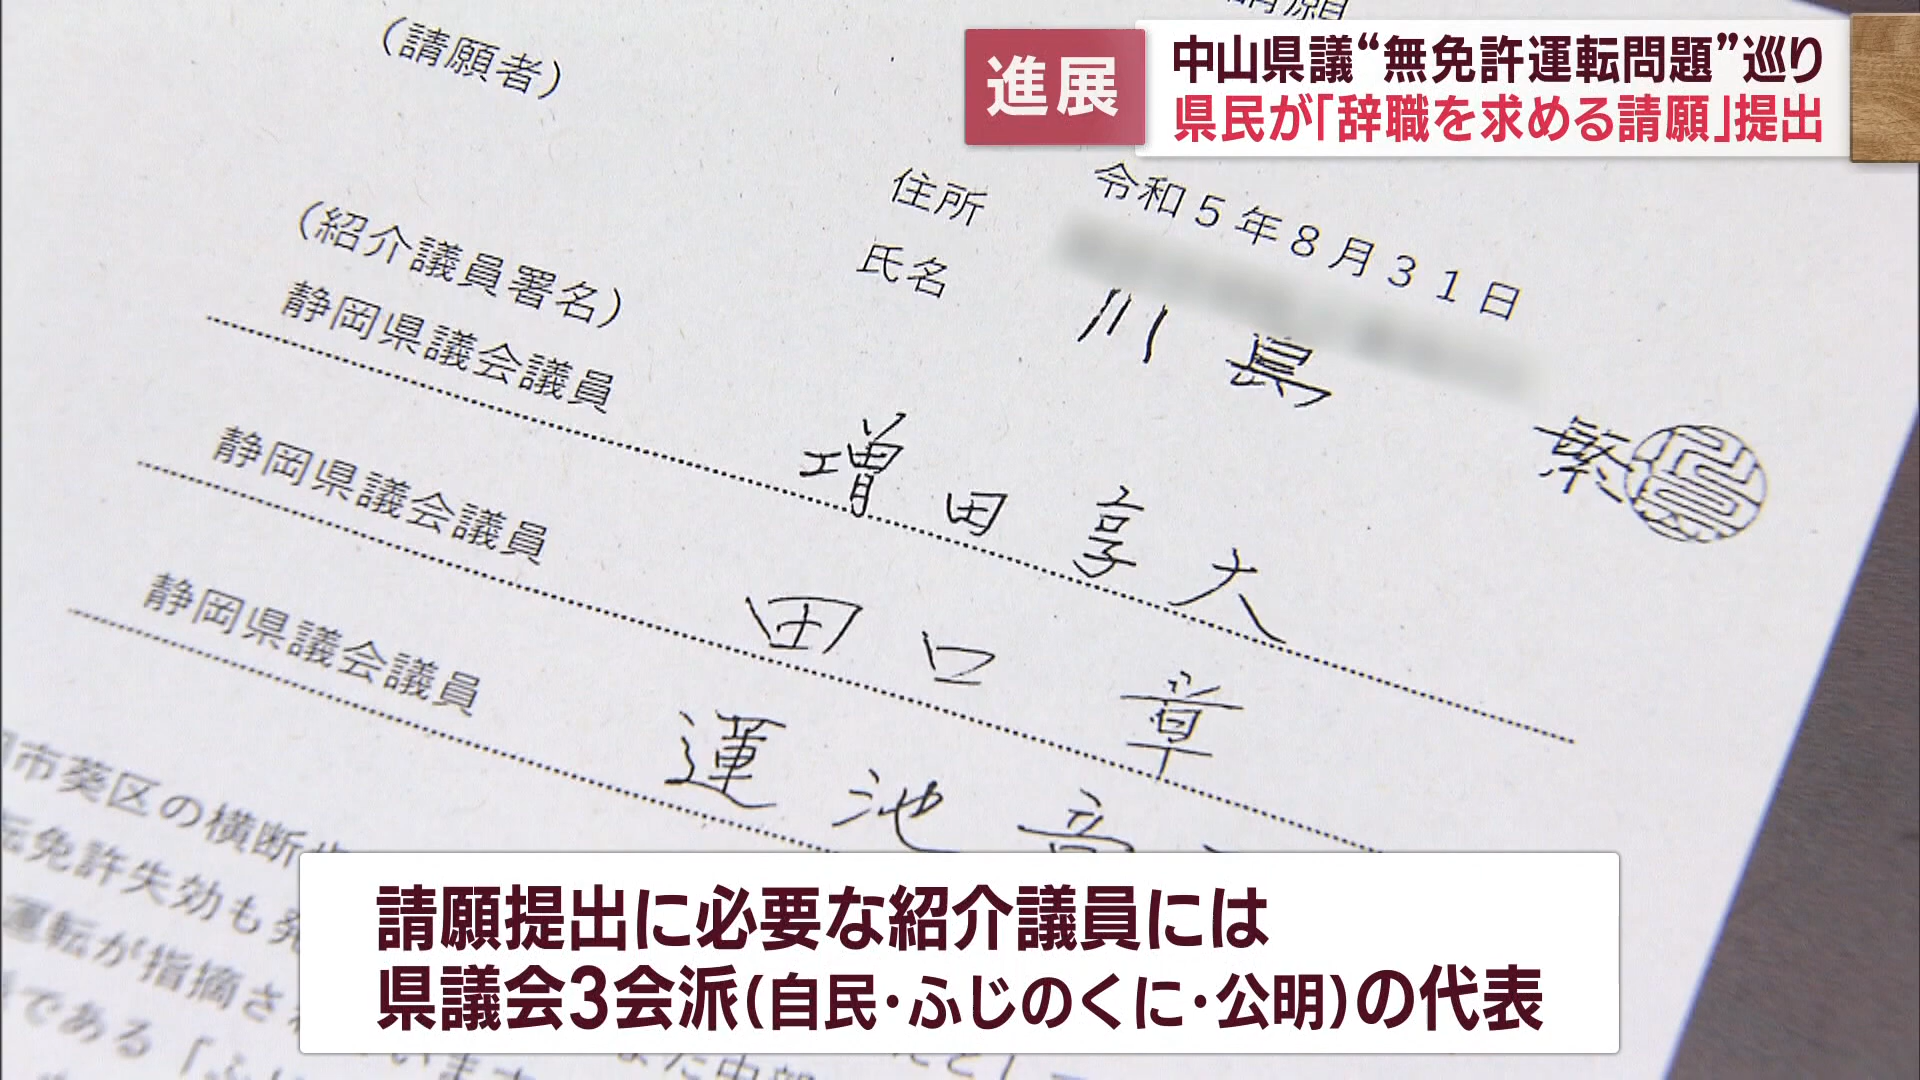 進展
中山県議“無免許運転問題”巡り
県民が「辞職を求める請願」提出
（請願者）
令和５年８月３１日
住所
氏名 川長 繁
（紹介議員署名）
静岡県議会議員 増田享大
静岡県議会議員 田口章
静岡県議会議員 蓮池章
市葵区の横断歩
転免許失効も発
運転が指摘され
である「ふじ
請願提出に必要な紹介議員には
県議会3会派(自民･ふじのくに･公明)の代表